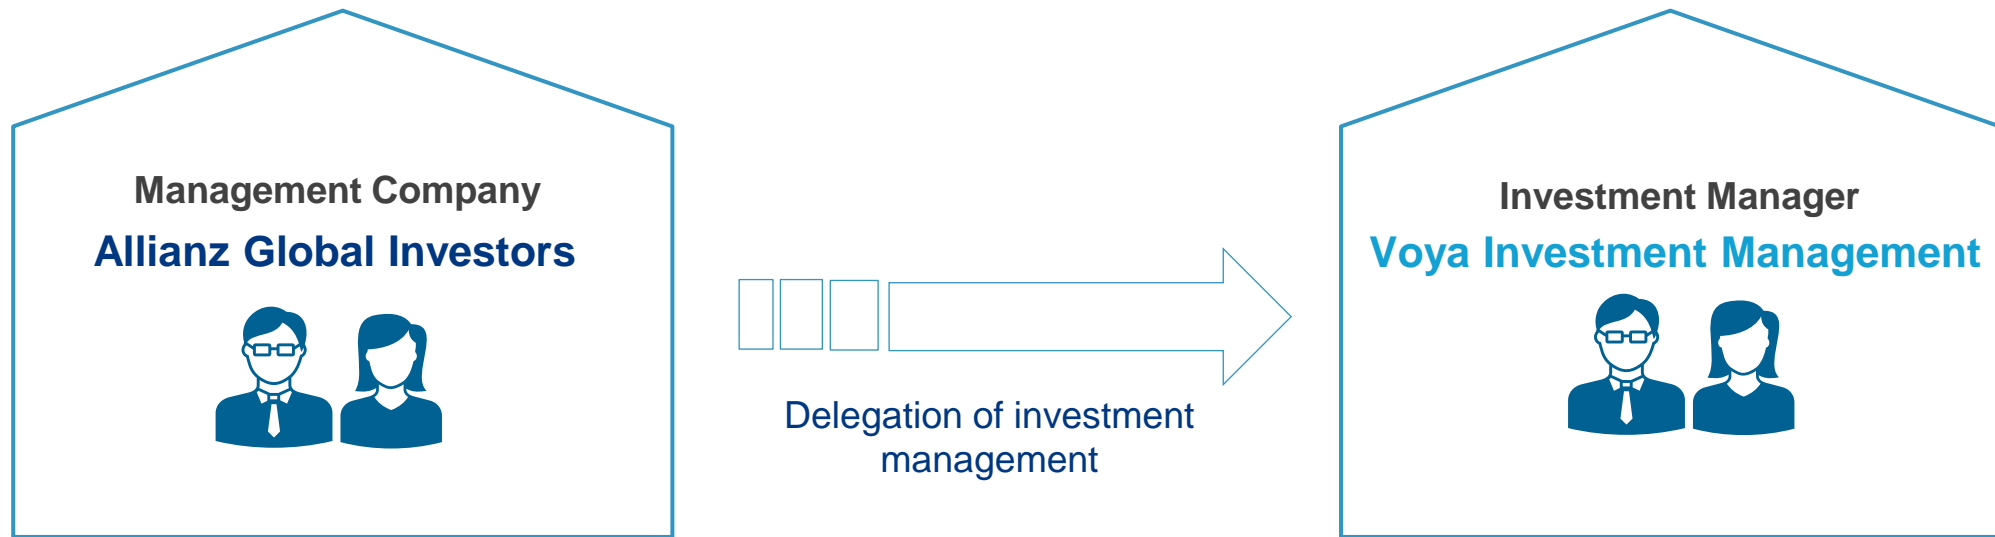 Management Company
Allianz Global Investors
Delegation of investment
management
Investment Manager
Voya Investment Management